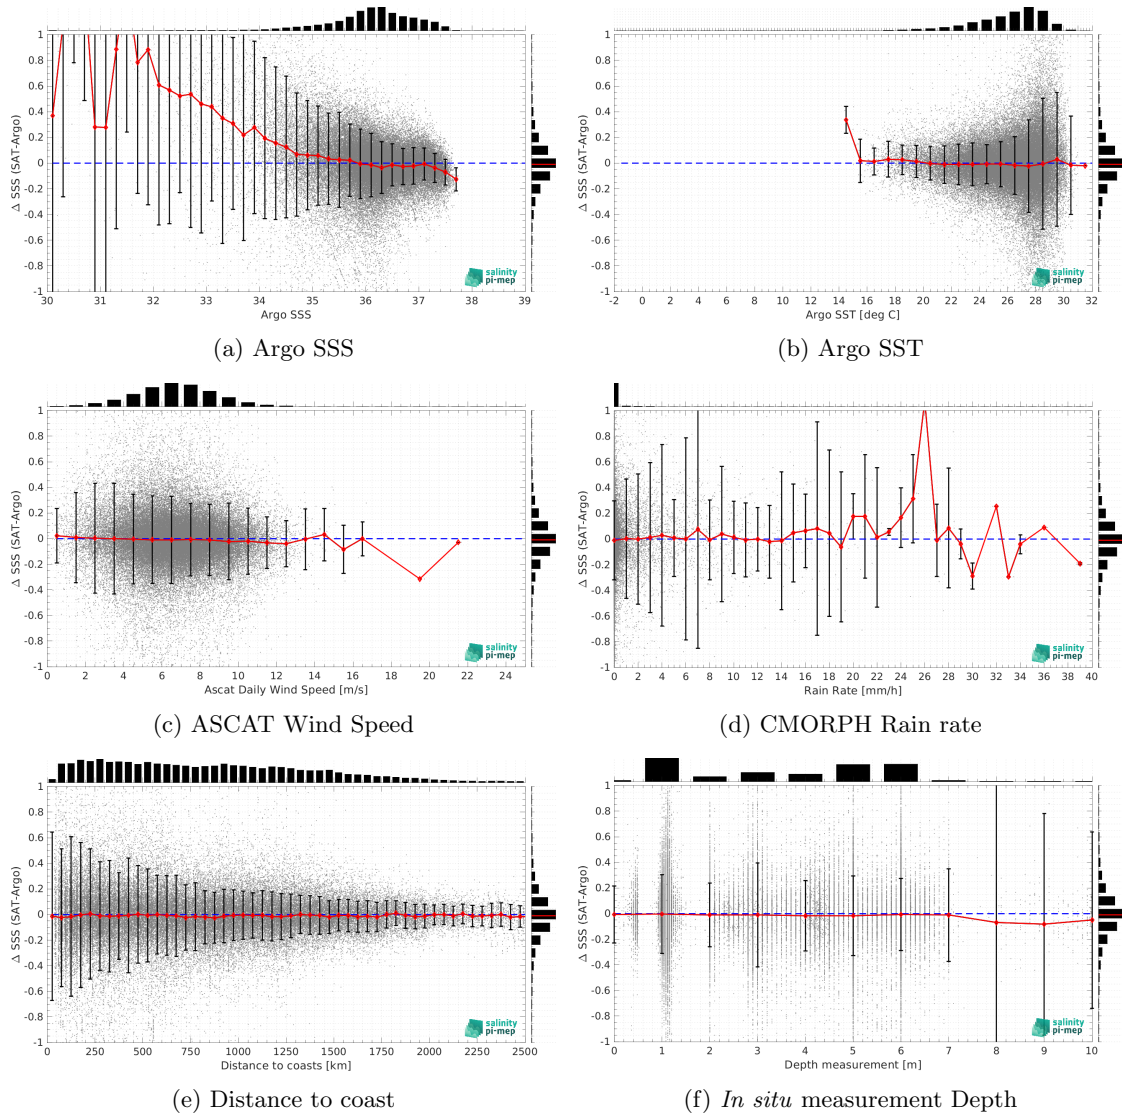 Δ SSS (SAT-Argo)
1
0.8
0.6
0.4
0.2
0
-0.2
-0.4
-0.6
-0.8
-1
30 31 32 33 34 35 36 37 38 39
Argo SSS
salinity
pi-mep
(a) Argo SSS
Δ SSS (SAT-Argo)
1
0.8
0.6
0.4
0.2
0
-0.2
-0.4
-0.6
-0.8
-1
-2 0 2 4 6 8 10 12 14 16 18 20 22 24 26 28 30 32
Argo SST [deg C]
salinity
pi-mep
(b) Argo SST
Δ SSS (SAT-Argo)
1
0.8
0.6
0.4
0.2
0
-0.2
-0.4
-0.6
-0.8
-1
0 2 4 6 8 10 12 14 16 18 20 22 24
Ascat Daily Wind Speed [m/s]
salinity
pi-mep
(c) ASCAT Wind Speed
Δ SSS (SAT-Argo)
1
0.8
0.6
0.4
0.2
0
-0.2
-0.4
-0.6
-0.8
-1
0 2 4 6 8 10 12 14 16 18 20 22 24 26 28 30 32 34 36 38 40
Rain Rate [mm/h]
salinity
pi-mep
(d) CMORPH Rain rate
Δ SSS (SAT-Argo)
1
0.8
0.6
0.4
0.2
0
-0.2
-0.4
-0.6
-0.8
-1
0 250 500 750 1000 1250 1500 1750 2000 2250 2500
Distance to coasts [km]
salinity
pi-mep
(e) Distance to coast
Δ SSS (SAT-Argo)
1
0.8
0.6
0.4
0.2
0
-0.2
-0.4
-0.6
-0.8
-1
0 1 2 3 4 5 6 7 8 9 10
Depth measurement [m]
salinity
pi-mep
(f) In situ measurement Depth